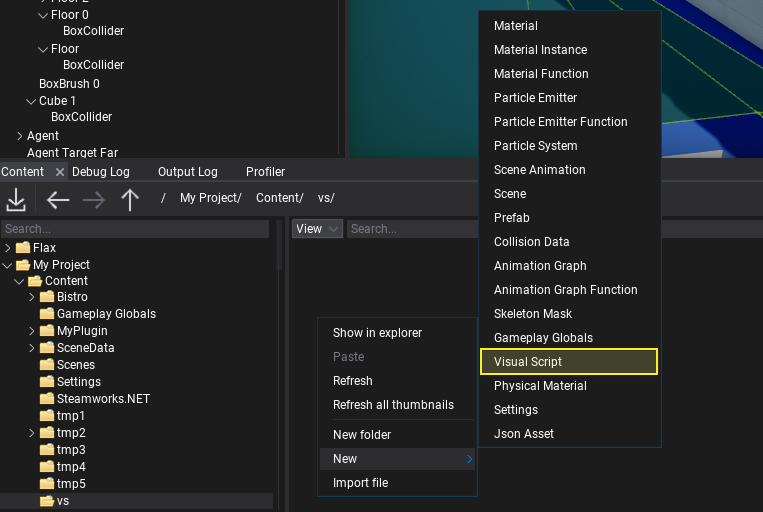 Floor 2
Floor 0
BoxCollider
Floor
BoxCollider
BoxBrush 0
Cube 1
BoxCollider
Agent
Agent Target Far
Content
Debug Log
Output Log
Profiler
/ My Project/ Content/ vs/
Search...
Flax
My Project
Content
Bistro
Gameplay Globals
MyPlugin
SceneData
Scenes
Settings
Steamworks.NET
tmp1
tmp2
tmp3
tmp4
tmp5
vs
View
Search...
Show in explorer
Paste
Refresh
Refresh all thumbnails
New folder
New
Import file
Material
Material Instance
Material Function
Particle Emitter
Particle Emitter Function
Particle System
Scene Animation
Scene
Prefab
Collision Data
Animation Graph
Animation Graph Function
Skeleton Mask
Gameplay Globals
Visual Script
Physical Material
Settings
Json Asset